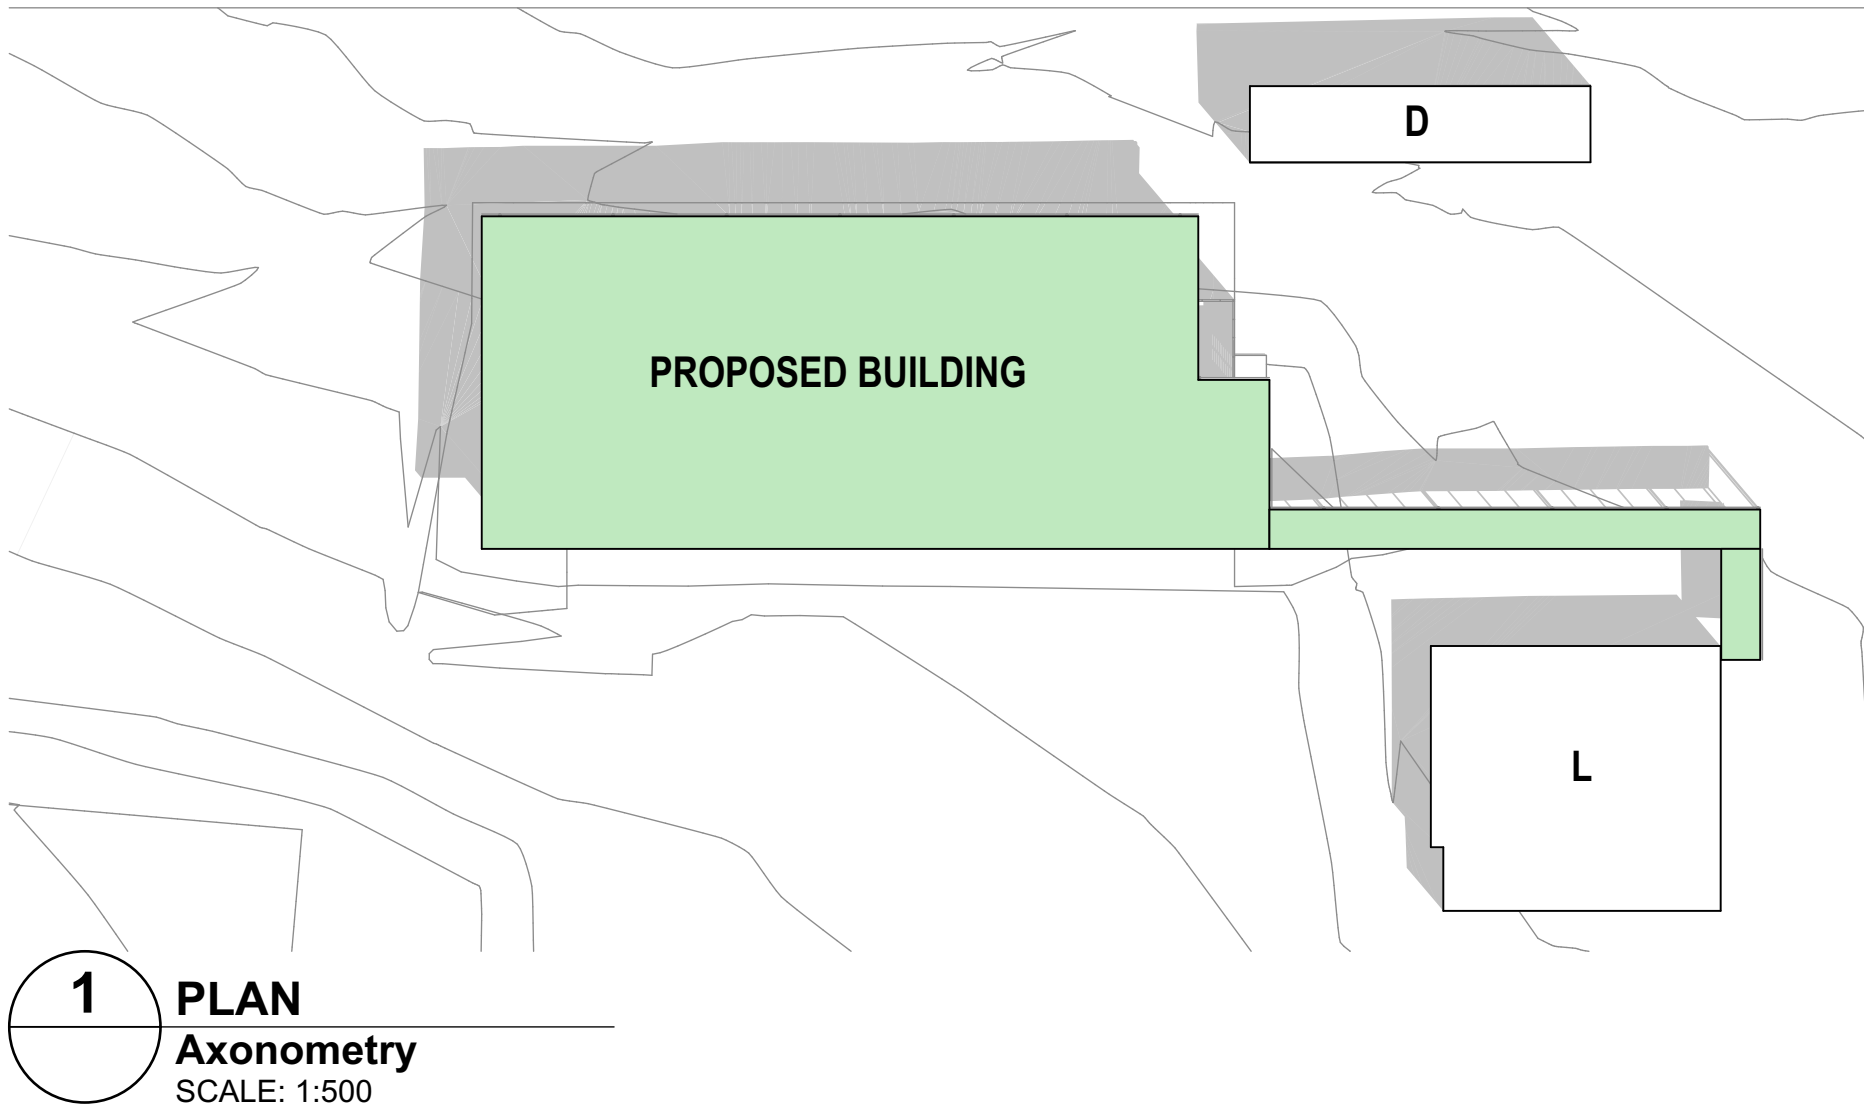 D
PROPOSED BUILDING
L
1
PLAN
Axonometry
SCALE: 1:500